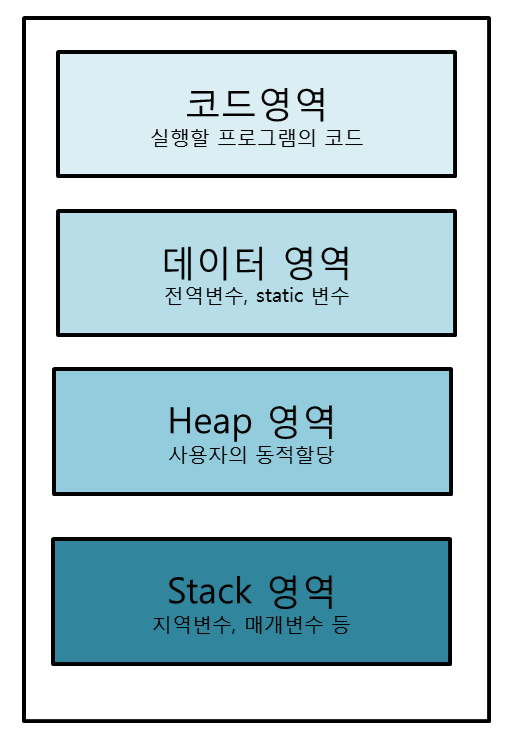 코드영역
실행할 프로그램의 코드
데이터 영역
전역변수, static 변수
Heap 영역
사용자의 동적할당
Stack 영역
지역변수, 매개변수 등